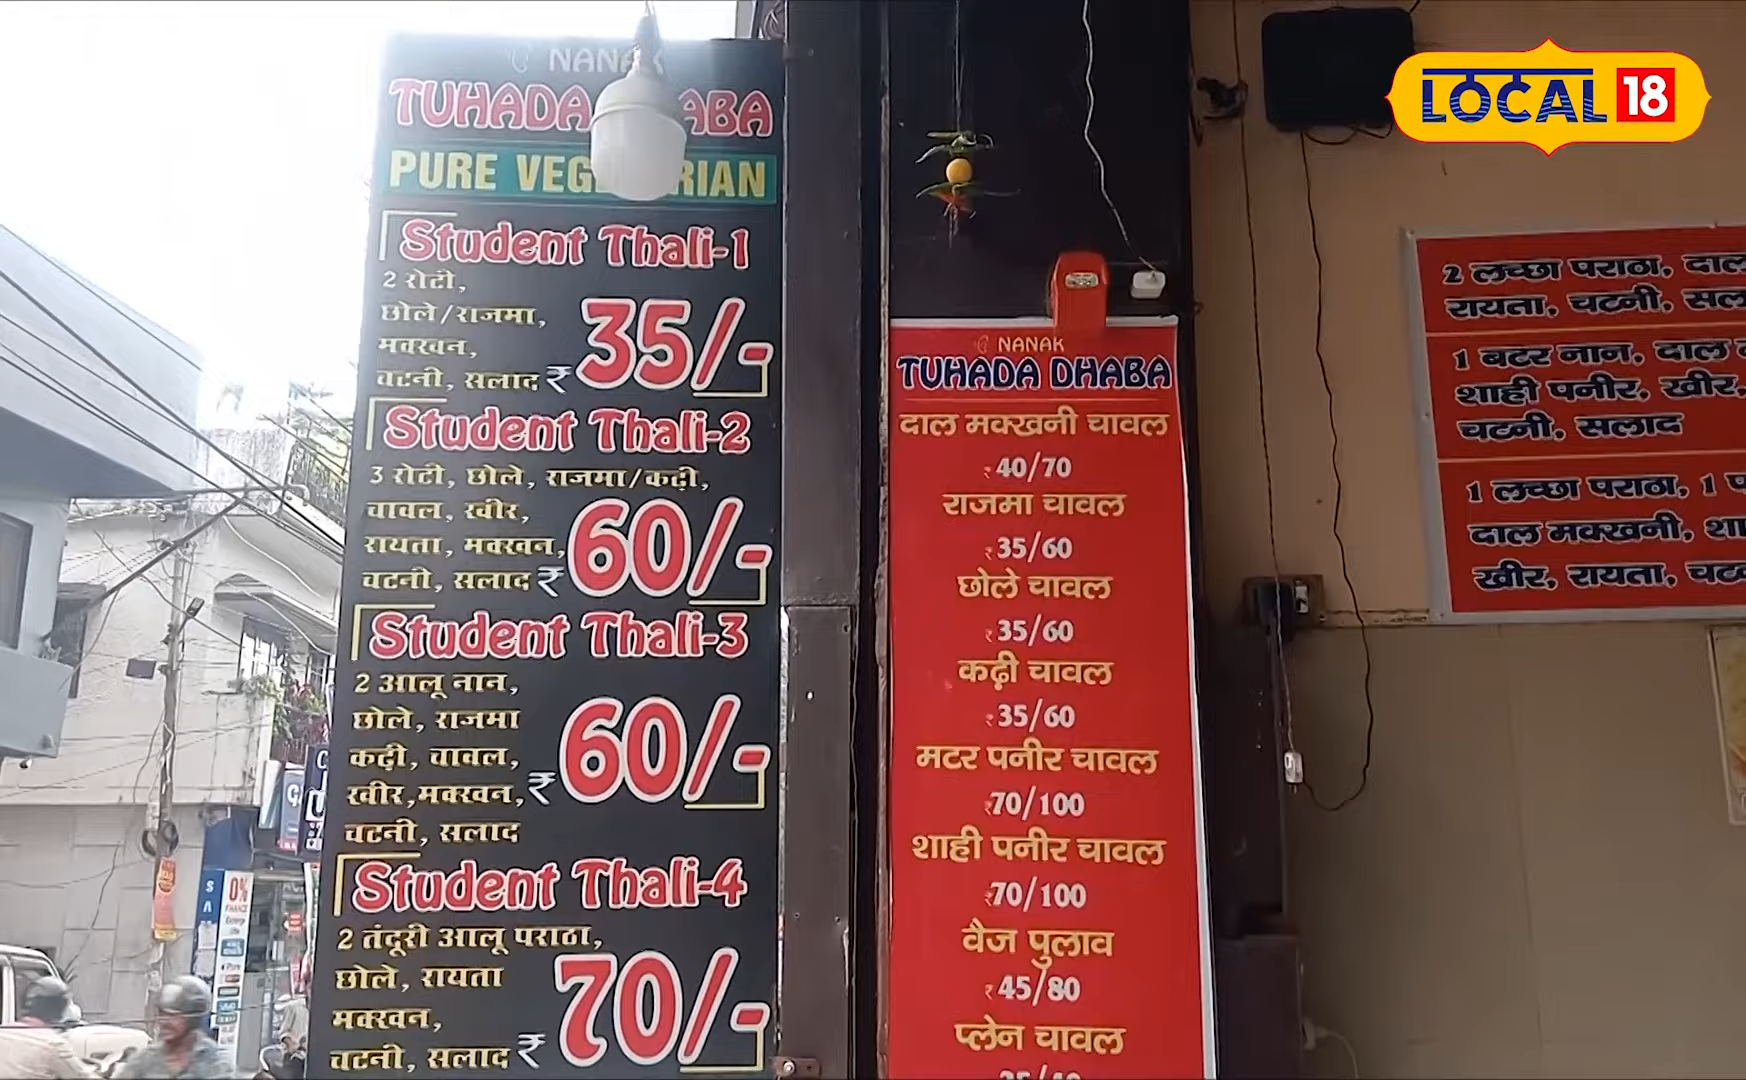 NANAK
TUHADA DHABA
PURE VEGETARIAN
Student Thali-1
2 रोटी,
छोले/राजमा,
मक्खन,
चटनी, सलाद ₹ 35/-
Student Thali-2
3 रोटी, छोले, राजमा/कढ़ी,
चावल, खीर,
रायता, मक्खन,
चटनी, सलाद ₹ 60/-
Student Thali-3
2 आलू नान,
छोले, राजमा
कढ़ी, चावल,
खीर,मक्खन, ₹ 60/-
चटनी, सलाद
Student Thali-4
2 तंदूरी आलू पराठा,
छोले, रायता
मक्खन,
चटनी, सलाद ₹ 70/-
NANAK
TUHADA DHABA
दाल मक्खनी चावल
₹40/70
राजमा चावल
₹35/60
छोले चावल
₹35/60
कढ़ी चावल
₹35/60
मटर पनीर चावल
₹70/100
शाही पनीर चावल
₹70/100
वैज पुलाव
₹45/80
प्लेन चावल
LOCAL 18
2 लच्छा पराठा, दाल
रायता, चटनी,
1 बटर नान, दाल
शाही पनीर, खीर,
चटनी, सलाद
1 लच्छा पराठा, 1
दाल मक्खनी,
खीर, रायता,
0%
FINANCE